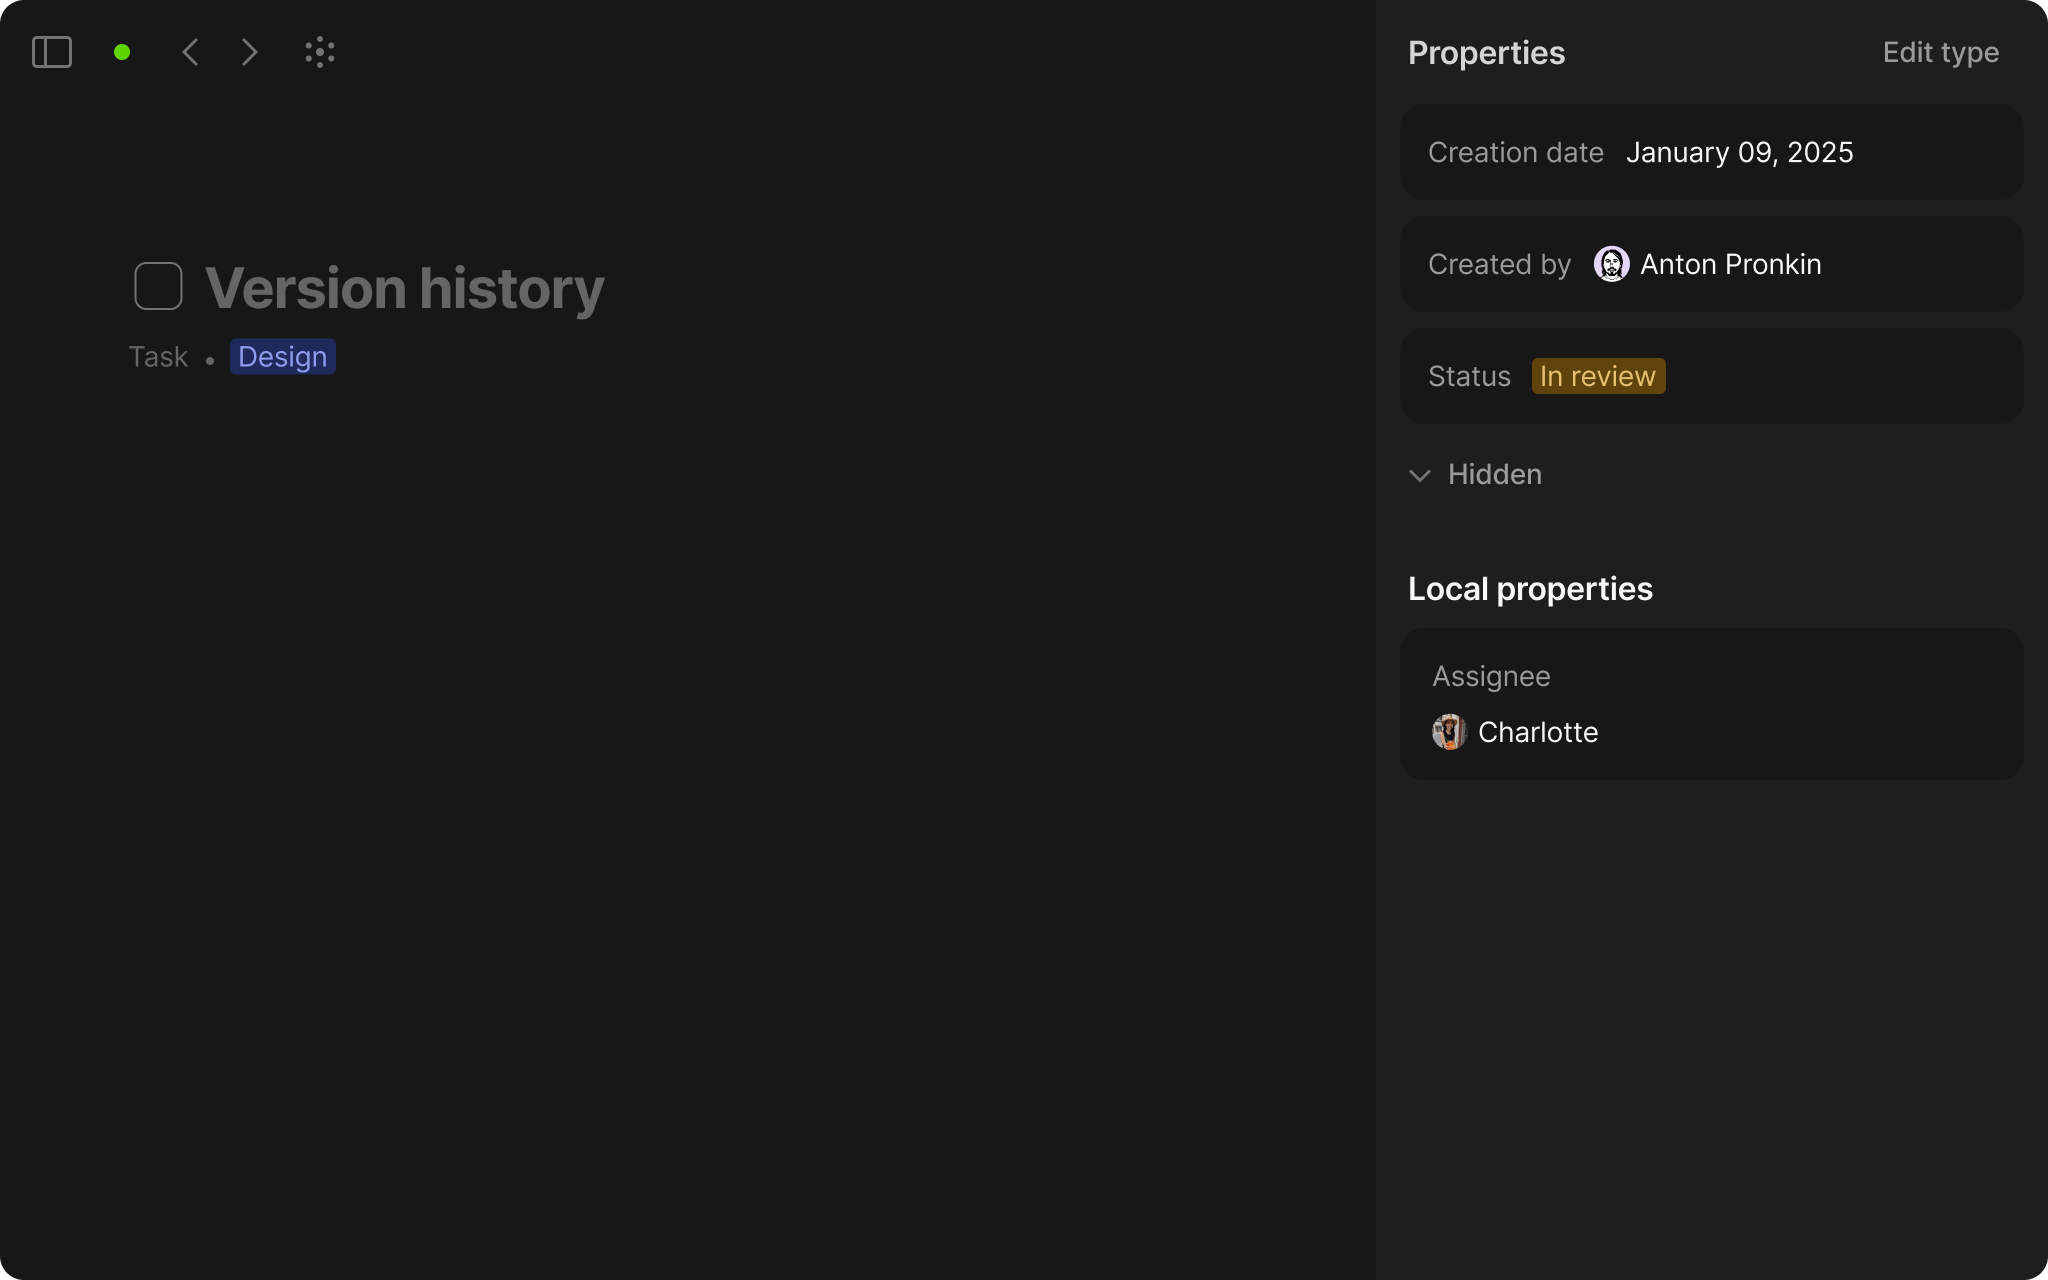 Version history
Task • Design
Properties
Edit type
Creation date January 09, 2025
Created by Anton Pronkin
Status In review
Hidden
Local properties
Assignee
Charlotte